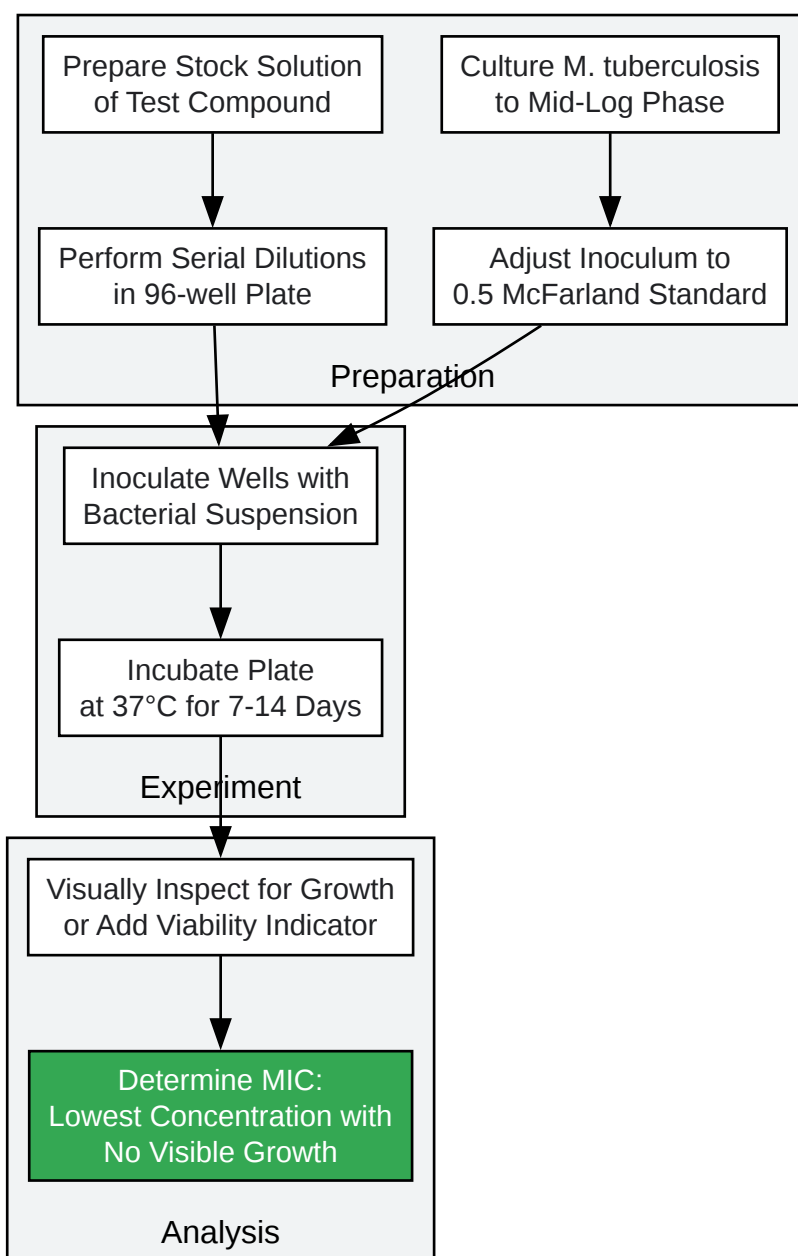 Prepare Stock Solution
of Test Compound
Culture M. tuberculosis
to Mid-Log Phase
Perform Serial Dilutions
in 96-well Plate
Adjust Inoculum to
0.5 McFarland Standard
Preparation
Inoculate Wells with
Bacterial Suspension
Incubate Plate
at 37°C for 7-14 Days
Experiment
Visually Inspect for Growth
or Add Viability Indicator
Determine MIC:
Lowest Concentration with
No Visible Growth
Analysis